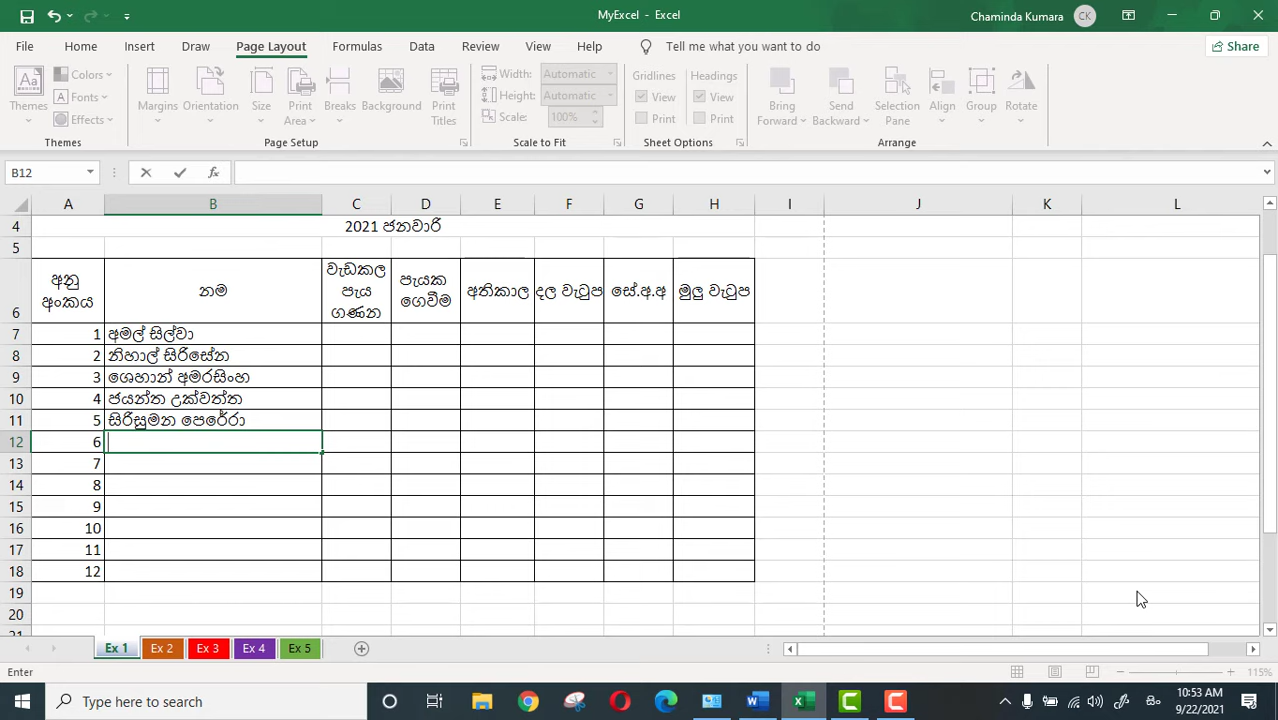 MyExcel - Excel
Chaminda Kumara CK
File Home Insert Draw Page Layout Formulas Data Review View Help Tell me what you want to do Share
Colors Width: Automatic Gridlines Headings
Themes Fonts Margins Orientation Size Print Area Breaks Background Print Titles Height: Automatic View View Bring Forward Send Backward Selection Pane Align Group Rotate
Effects Scale: 100% Print Print
Themes Page Setup Scale to Fit Sheet Options Arrange
B12 fx
A B C D E F G H I J K L
4 2021 ජනවාරී
5
6 අනු අංකය නම වැඩකල පැය ගණන පැයක ගෙවීම අතිකාල දල වැටුප සේ.අ.අ මුලු වැටුප
7 1 අමල් සිල්වා
8 2 නිහාල් සිරිසේන
9 3 ශෙහාන් අමරසිංහ
10 4 ජයන්ත උක්වත්ත
11 5 සිරිසුමන පෙරේරා
12 6
13 7
14 8
15 9
16 10
17 11
18 12
19
20
21
Ex 1 Ex 2 Ex 3 Ex 4 Ex 5
Enter 115%
Type here to search
10:53 AM
9/22/2021